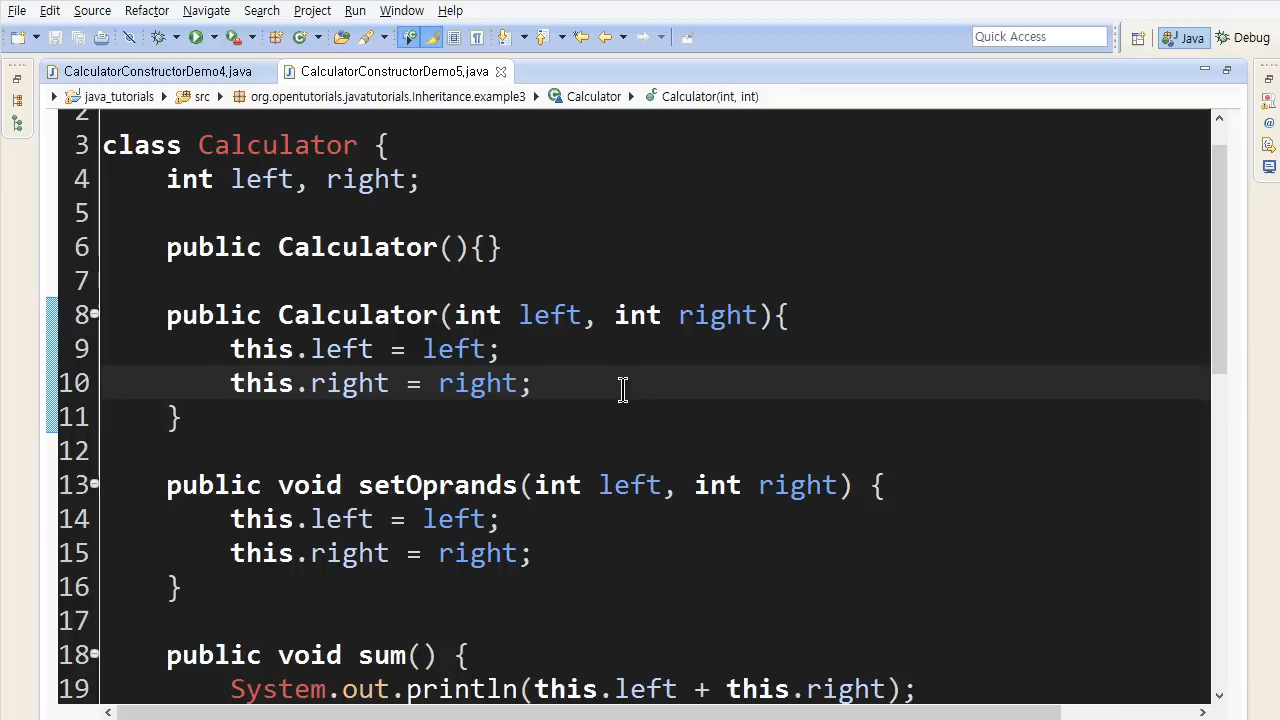 File Edit Source Refactor Navigate Search Project Run Window Help
Quick Access Java Debug
CalculatorConstructorDemo4.java CalculatorConstructorDemo5.java
java_tutorials src org.opentutorials.javatutorials.Inheritance.example3 Calculator Calculator(int, int)
2
3 class Calculator {
4 int left, right;
5
6 public Calculator(){}
7
8 public Calculator(int left, int right){
9 this.left = left;
10 this.right = right;
11 }
12
13 public void setOprands(int left, int right) {
14 this.left = left;
15 this.right = right;
16 }
17
18 public void sum() {
19 System.out.println(this.left + this.right);